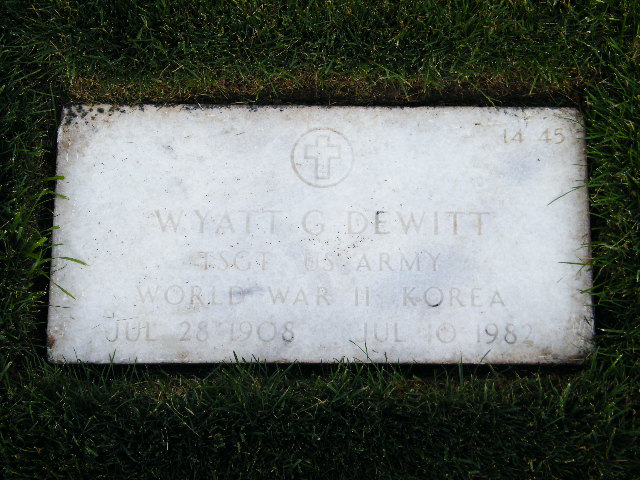 14 45
WYATT G DEWITT
TSGT US ARMY
WORLD WAR II KOREA
JUL 28 1908 JUL 10 1982